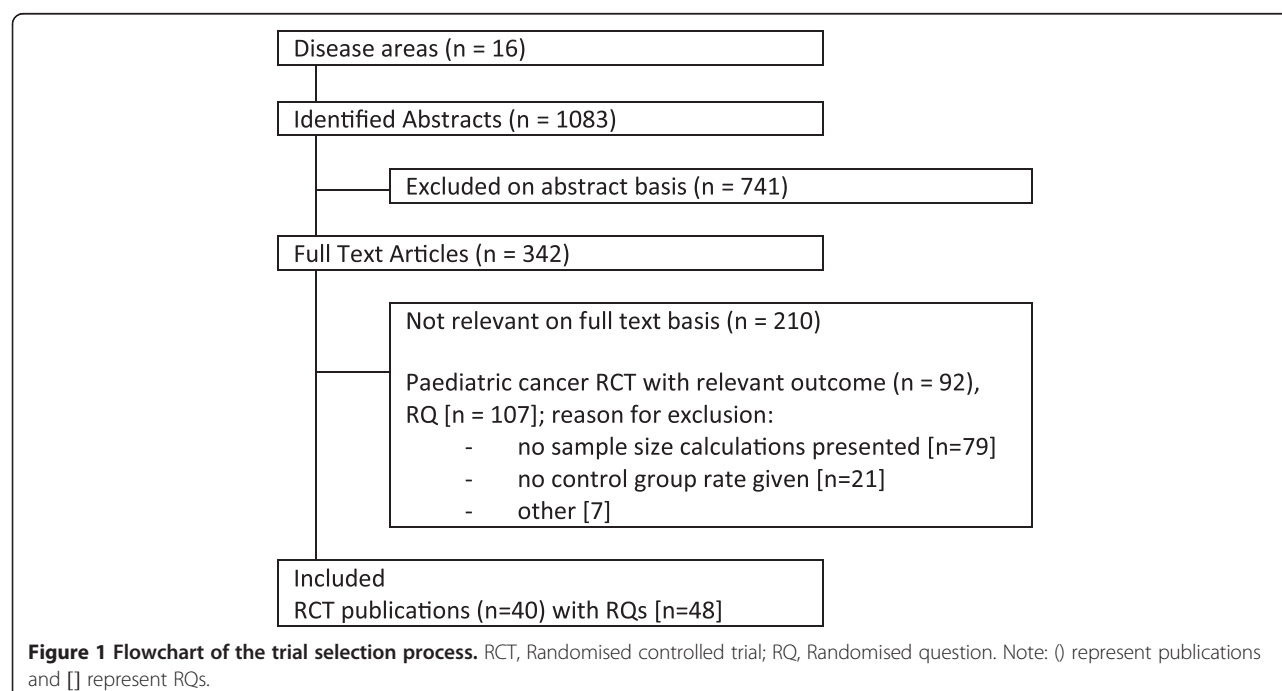 Disease areas (n = 16)
Identified Abstracts (n = 1083)
Excluded on abstract basis (n = 741)
Full Text Articles (n = 342)
Not relevant on full text basis (n = 210)
Paediatric cancer RCT with relevant outcome (n = 92),
RQ [n = 107]; reason for exclusion:
- no sample size calculations presented [n=79]
- no control group rate given [n=21]
- other [7]
Included
RCT publications (n=40) with RQs [n=48]
Figure 1 Flowchart of the trial selection process. RCT, Randomised controlled trial; RQ, Randomised question. Note: () represent publications
and [] represent RQs.